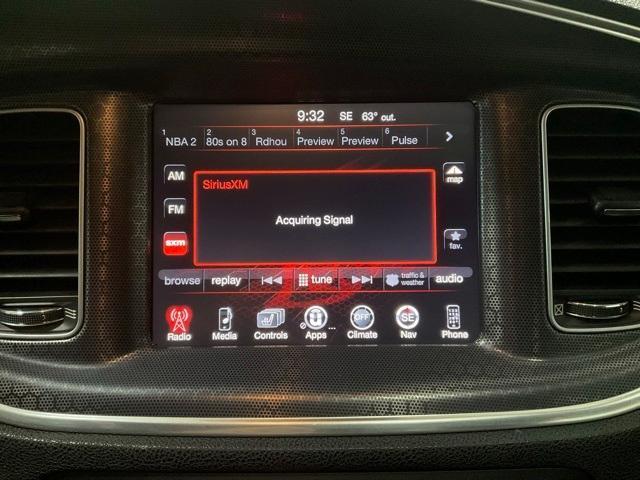 9:32 SE 63° out.
1 NBA 2 2 80s on 8 3 Rdhou 4 Preview 5 Preview 6 Pulse
AM
SiriusXM
map
FM
Acquiring Signal
sxm
fav.
browse replay tune traffic & weather audio
OFF SE
Radio Media Controls Apps ... Climate Nav Phone